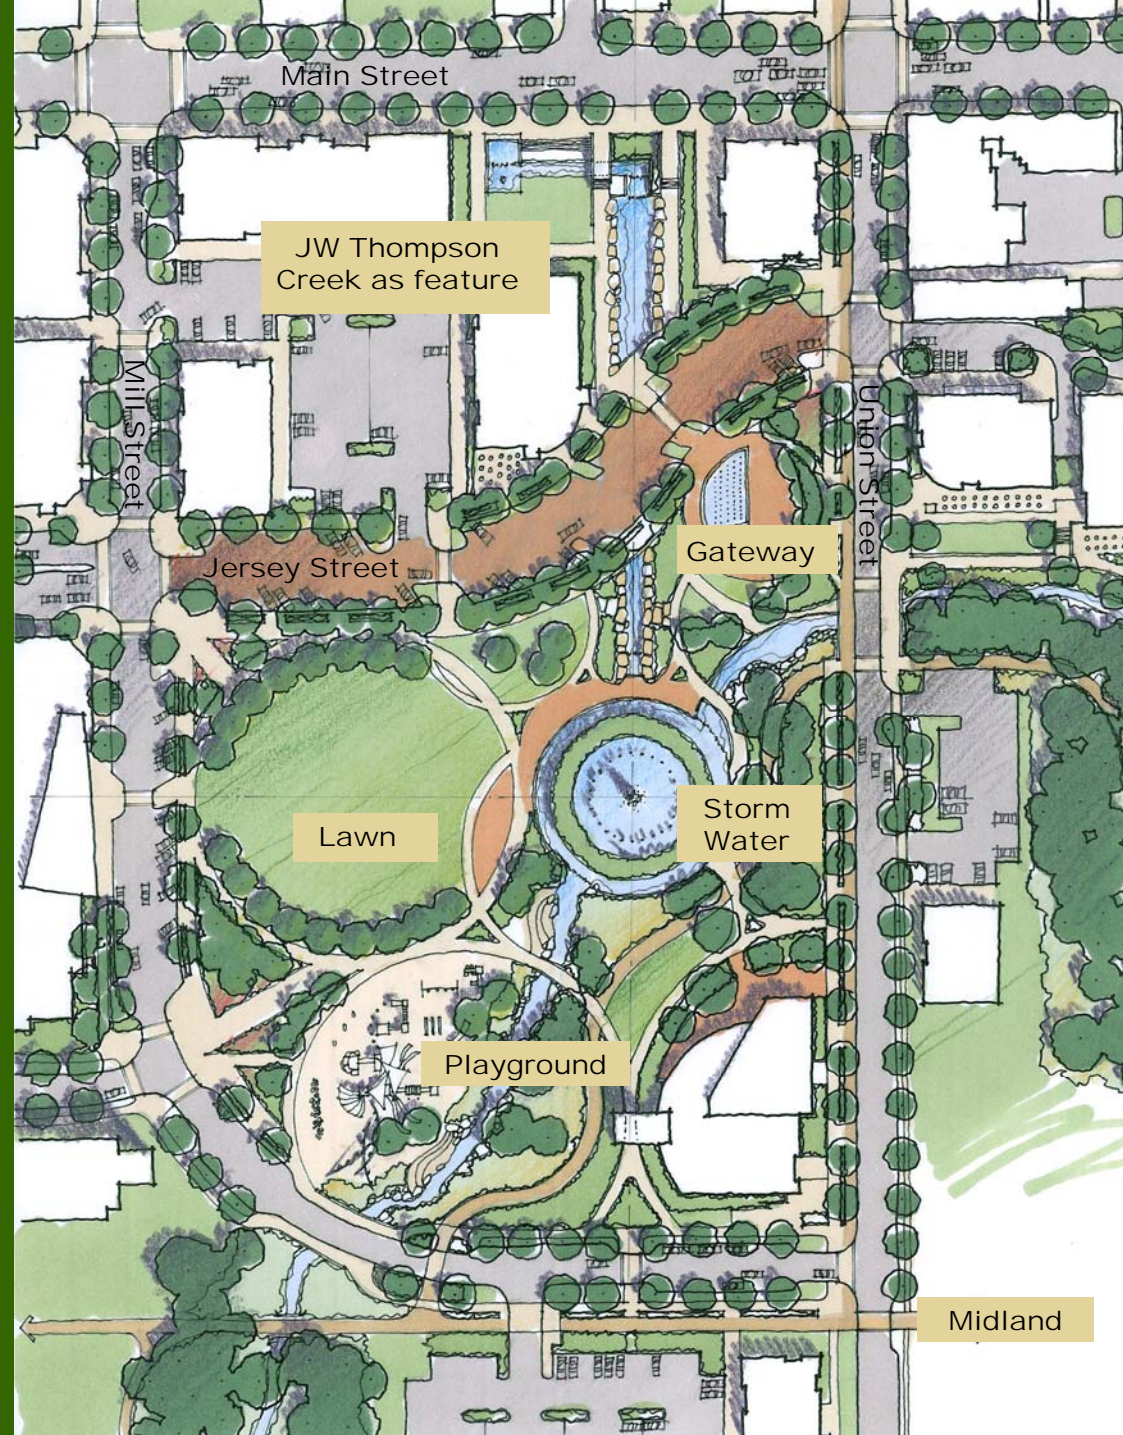 Main Street
JW Thompson
Creek as feature
Mill Street
Union Street
Gateway
Jersey Street
Storm
Water
Lawn
Playground
Midland